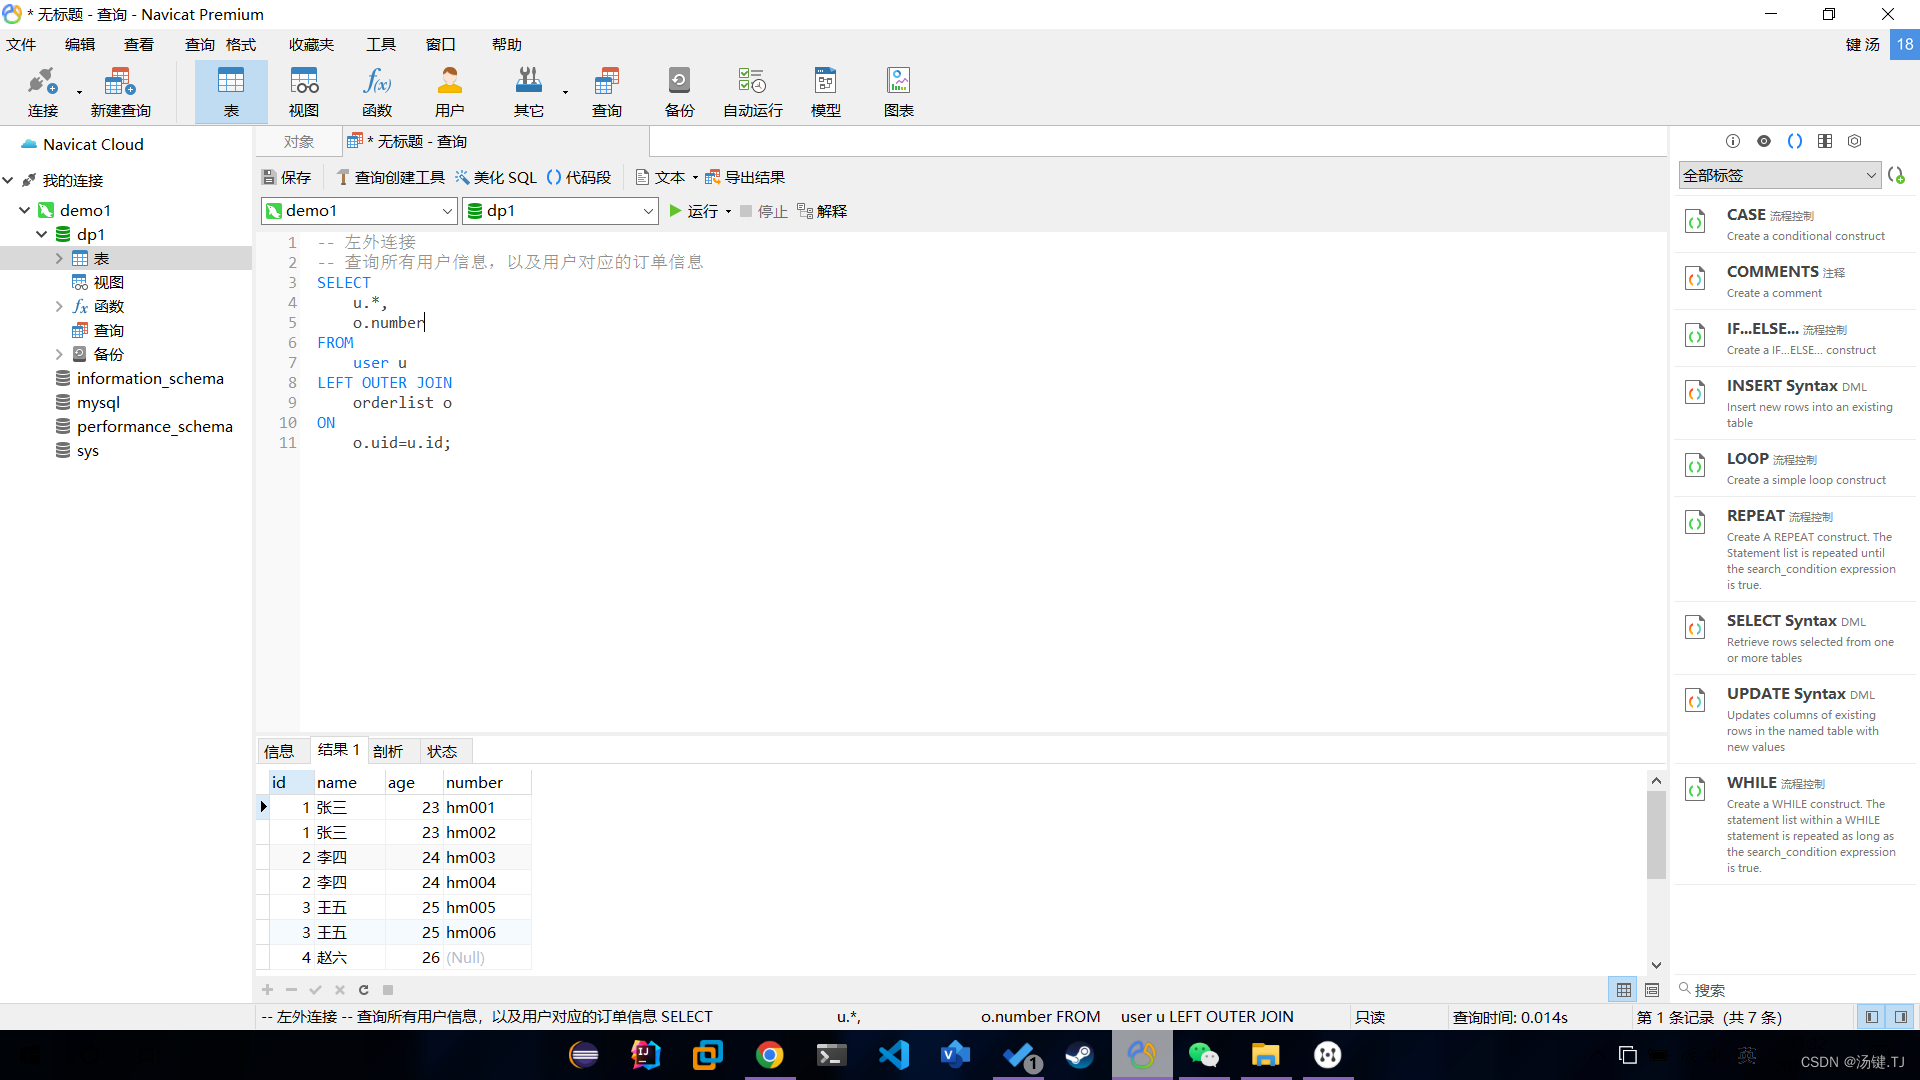 * 无标题 - 查询 - Navicat Premium
文件 编辑 查看 查询 格式 收藏夹 工具 窗口 帮助 键 汤 18
连接 新建查询 表 视图 函数 用户 其它 查询 备份 自动运行 模型 图表
Navicat Cloud
我的连接
demo1
dp1
表
视图
函数
查询
备份
information_schema
mysql
performance_schema
sys
对象 * 无标题 - 查询
保存 查询创建工具 美化 SQL 代码段 文本 导出结果
demo1 dp1 运行 停止 解释
1 -- 左外连接
2 -- 查询所有用户信息，以及用户对应的订单信息
3 SELECT
4 u.*,
5 o.number
6 FROM
7 user u
8 LEFT OUTER JOIN
9 orderlist o
10 ON
11 o.uid=u.id;
信息 结果 1 剖析 状态
id name age number
1 张三 23 hm001
1 张三 23 hm002
2 李四 24 hm003
2 李四 24 hm004
3 王五 25 hm005
3 王五 25 hm006
4 赵六 26 (Null)
全部标签
CASE 流程控制
Create a conditional construct
COMMENTS 注释
Create a comment
IF...ELSE... 流程控制
Create a IF...ELSE... construct
INSERT Syntax DML
Insert new rows into an existing
table
LOOP 流程控制
Create a simple loop construct
REPEAT 流程控制
Create A REPEAT construct. The
Statement list is repeated until
the search_condition expression
is true.
SELECT Syntax DML
Retrieve rows selected from one
or more tables
UPDATE Syntax DML
Updates columns of existing
rows in the named table with
new values
WHILE 流程控制
Create a WHILE construct. The
statement list within a WHILE
statement is repeated as long as
the search_condition expression
is true.
搜索
-- 左外连接 -- 查询所有用户信息，以及用户对应的订单信息 SELECT u.*, o.number FROM user u LEFT OUTER JOIN 只读 查询时间: 0.014s 第 1 条记录 (共 7 条)
1
英
CSDN @汤键.TJ